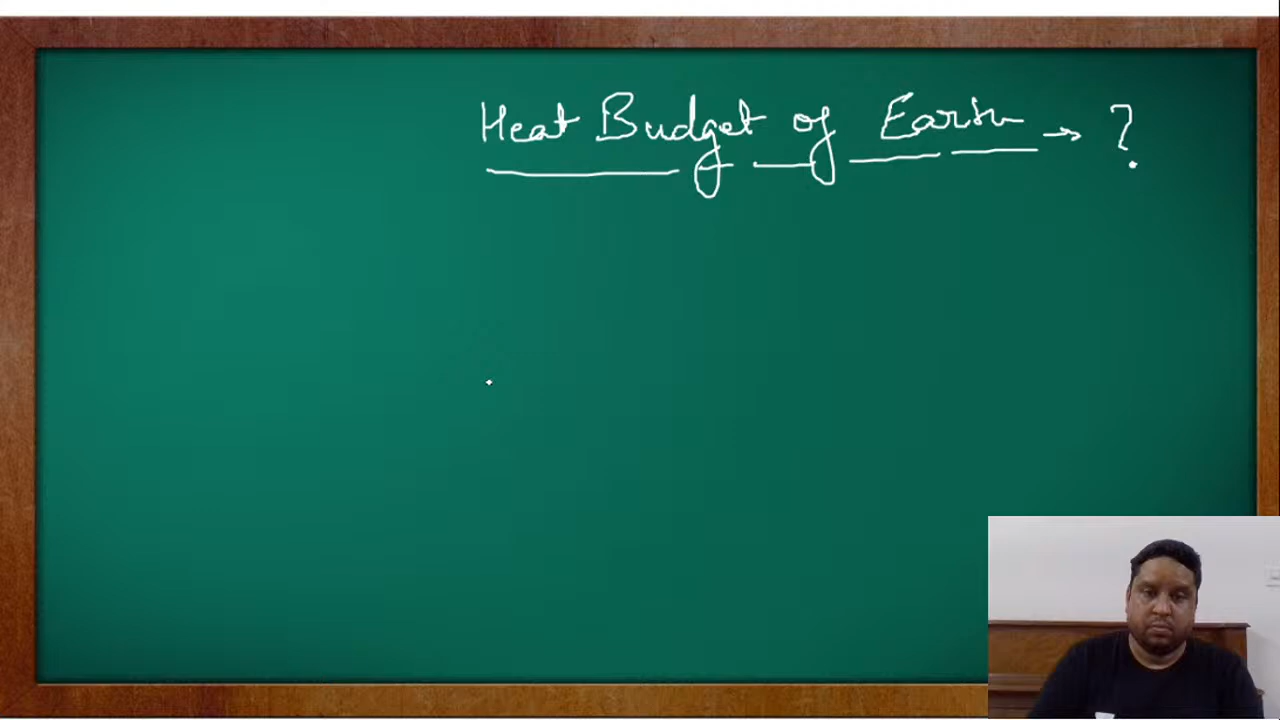 Heat Budget of Earth → ?